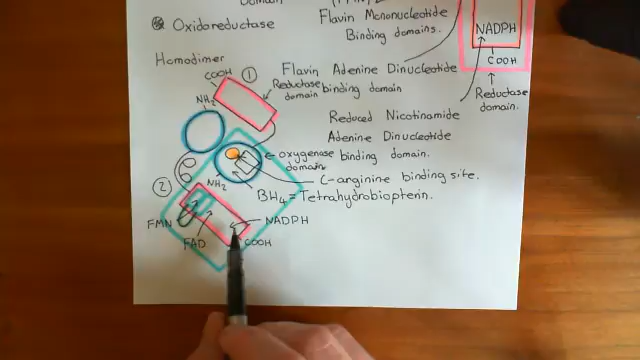 Domain
Oxidoreductase
Flavin Mononucleotide
Binding domains.
NADPH
COOH
Reductase
domain.
Homodimer
COOH
①
Reductase
domain
Flavin Adenine Dinucleotide
binding domain
NH₂
Reduced Nicotinamide
Adenine Dinucleotide
binding domain.
oxygenase
domain
L-arginine binding site.
NH₂
BH₄ = Tetrahydrobiopterin.
②
FMN
FAD
NADPH
COOH